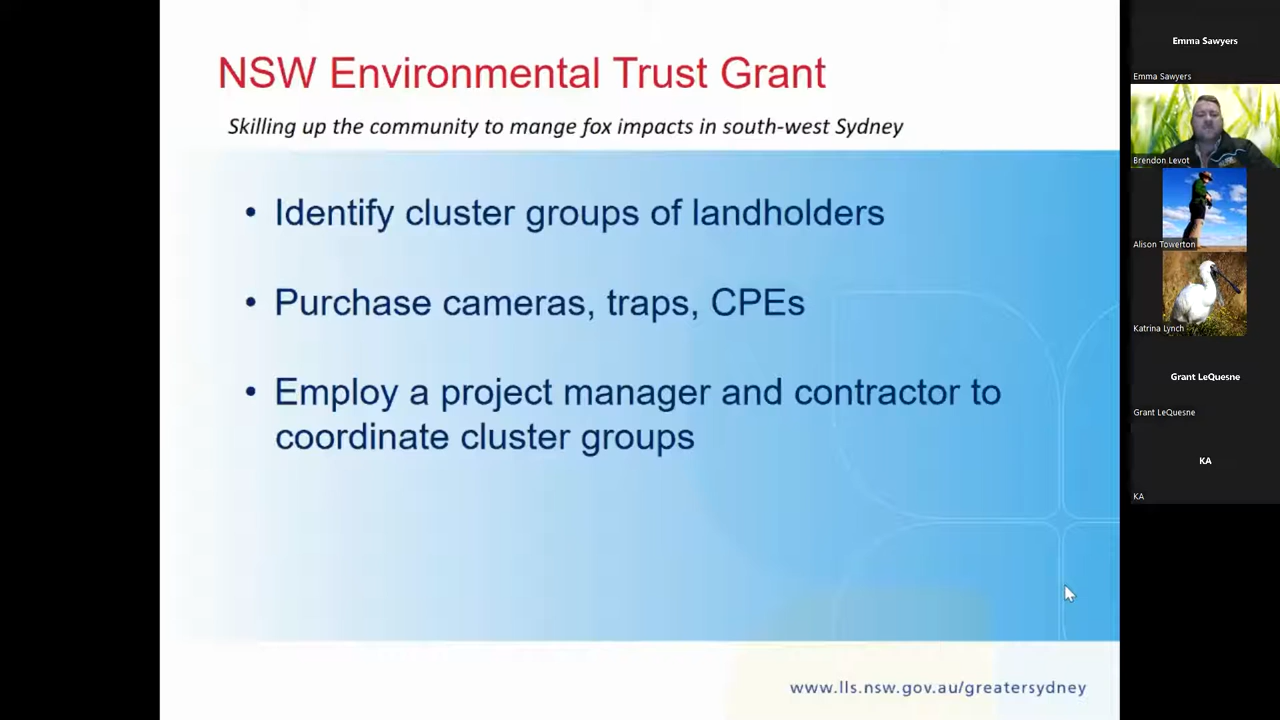 NSW Environmental Trust Grant
Skilling up the community to mange fox impacts in south-west Sydney
• Identify cluster groups of landholders
• Purchase cameras, traps, CPEs
• Employ a project manager and contractor to
coordinate cluster groups
www.lls.nsw.gov.au/greatersydney
Emma Sawyers
Emma Sawyers
Brendon Levot
Alison Towerton
Katrina Lynch
Grant LeQuesne
Grant LeQuesne
KA
KA